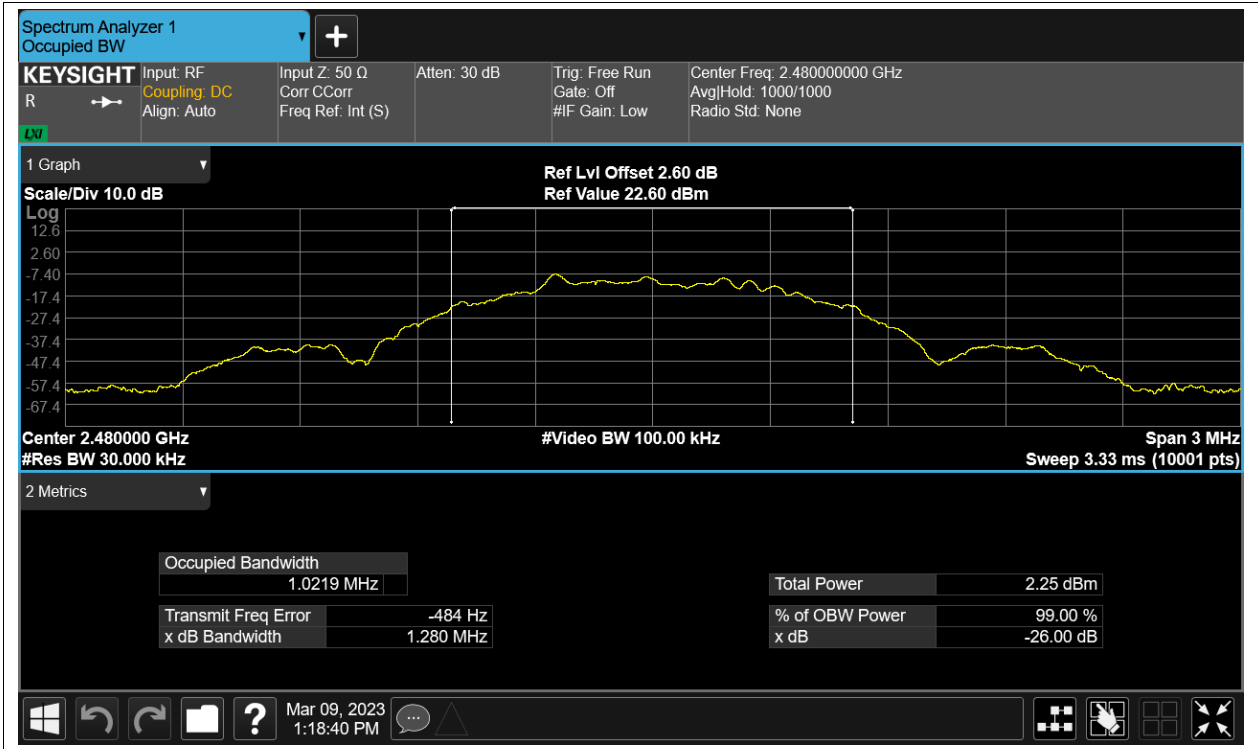 Spectrum Analyzer 1
Occupied BW
KEYSIGHT
R
LXI
Input: RF
Coupling: DC
Align: Auto
Input Z: 50 Ω
Corr CCorr
Freq Ref: Int (S)
Atten: 30 dB
Trig: Free Run
Gate: Off
#IF Gain: Low
Center Freq: 2.480000000 GHz
Avg|Hold: 1000/1000
Radio Std: None
1 Graph
Scale/Div 10.0 dB
Ref Lvl Offset 2.60 dB
Ref Value 22.60 dBm
Log
12.6
2.60
-7.40
-17.4
-27.4
-37.4
-47.4
-57.4
-67.4
Center 2.480000 GHz
#Video BW 100.00 kHz
Span 3 MHz
#Res BW 30.000 kHz
Sweep 3.33 ms (10001 pts)
2 Metrics
Occupied Bandwidth
1.0219 MHz
Total Power 2.25 dBm
Transmit Freq Error -484 Hz
% of OBW Power 99.00 %
x dB Bandwidth 1.280 MHz
x dB -26.00 dB
?
Mar 09, 2023
1:18:40 PM